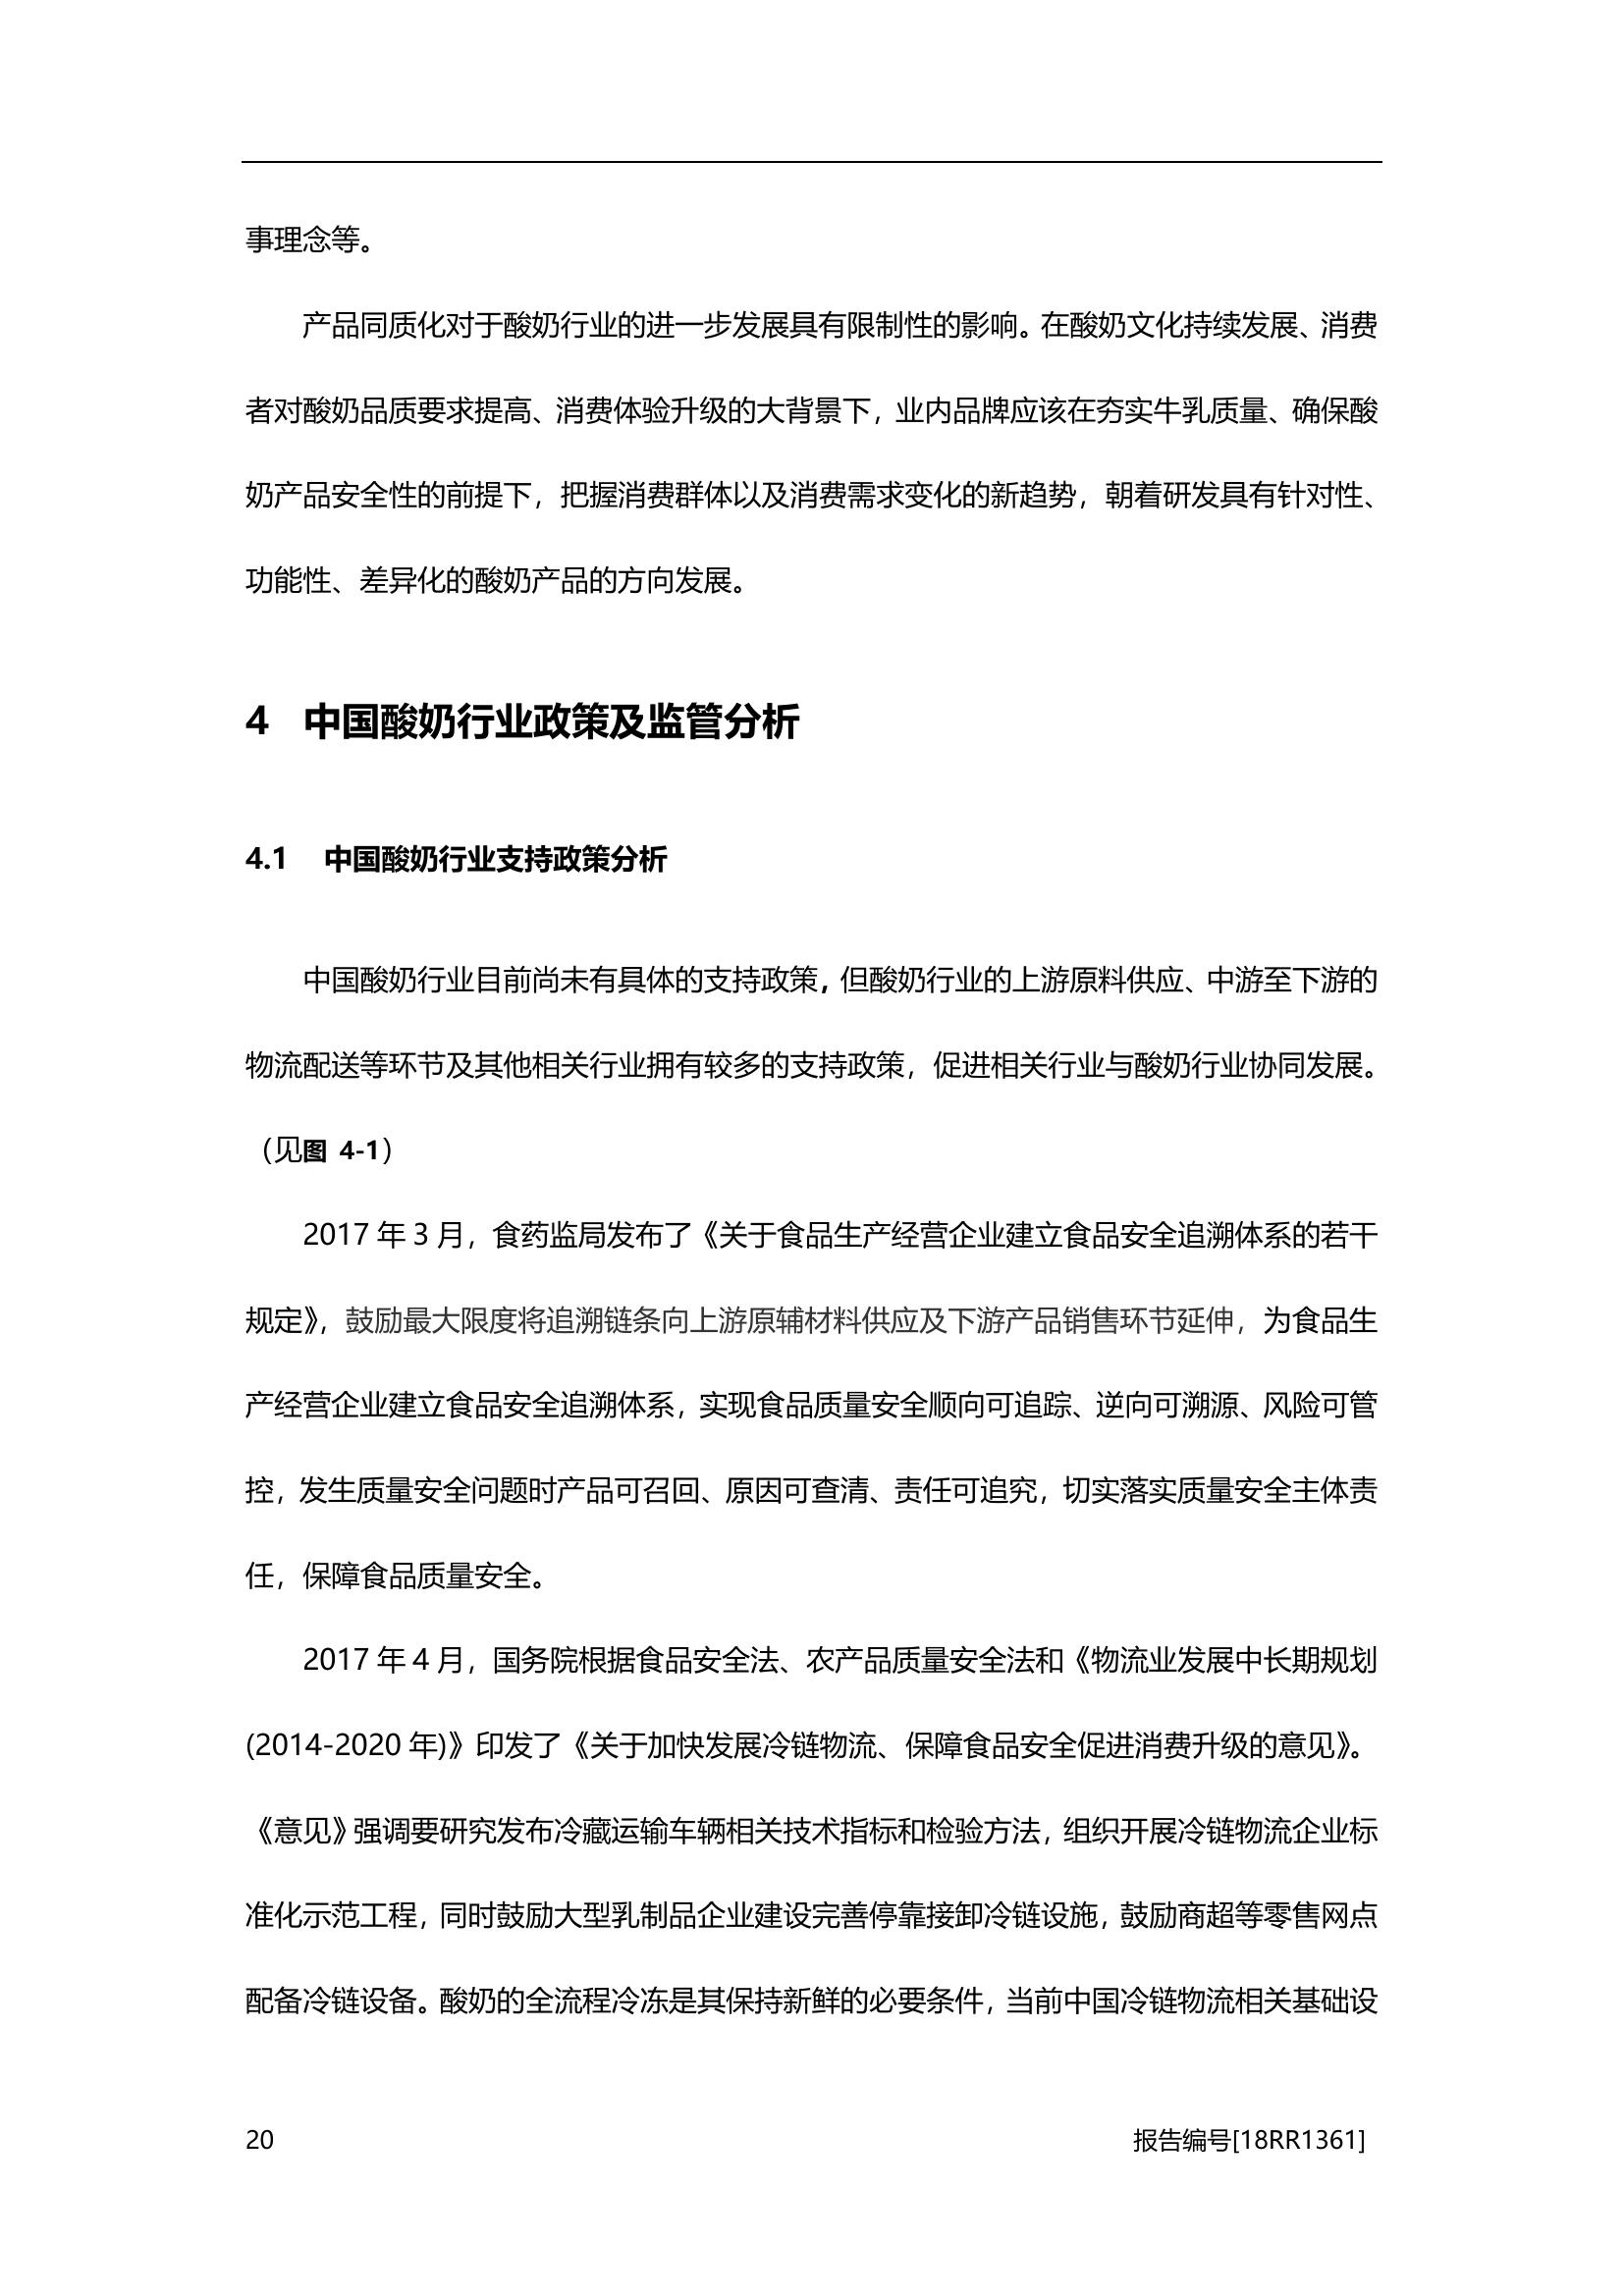 事理念等。
产品同质化对于酸奶行业的进一步发展具有限制性的影响。在酸奶文化持续发展、消费
者对酸奶品质要求提高、消费体验升级的大背景下，业内品牌应该在夯实牛乳质量、确保酸
奶产品安全性的前提下，把握消费群体以及消费需求变化的新趋势，朝着研发具有针对性、
功能性、差异化的酸奶产品的方向发展。
4 中国酸奶行业政策及监管分析
4.1 中国酸奶行业支持政策分析
中国酸奶行业目前尚未有具体的支持政策，但酸奶行业的上游原料供应、中游至下游的
物流配送等环节及其他相关行业拥有较多的支持政策，促进相关行业与酸奶行业协同发展。
（见图 4-1）
2017 年 3 月，食药监局发布了《关于食品生产经营企业建立食品安全追溯体系的若干
规定》，鼓励最大限度将追溯链条向上游原辅材料供应及下游产品销售环节延伸，为食品生
产经营企业建立食品安全追溯体系，实现食品质量安全顺向可追踪、逆向可溯源、风险可管
控，发生质量安全问题时产品可召回、原因可查清、责任可追究，切实落实质量安全主体责
任，保障食品质量安全。
2017 年 4 月，国务院根据食品安全法、农产品质量安全法和《物流业发展中长期规划
(2014-2020 年)》印发了《关于加快发展冷链物流、保障食品安全促进消费升级的意见》。
《意见》强调要研究发布冷藏运输车辆相关技术指标和检验方法，组织开展冷链物流企业标
准化示范工程，同时鼓励大型乳制品企业建设完善停靠接卸冷链设施，鼓励商超等零售网点
配备冷链设备。酸奶的全流程冷冻是其保持新鲜的必要条件，当前中国冷链物流相关基础设
20 报告编号[18RR1361]